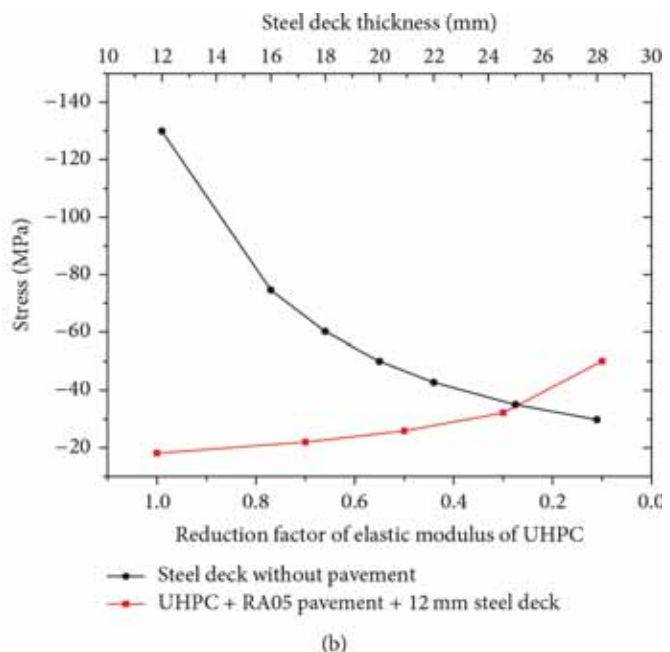 Steel deck thickness (mm)
10 12 14 16 18 20 22 24 26 28 30
−140
−120
−100
−80
−60
−40
−20
Stress (MPa)
1.0 0.8 0.6 0.4 0.2 0.0
Reduction factor of elastic modulus of UHPC
Steel deck without pavement
UHPC + RA05 pavement + 12 mm steel deck
(b)